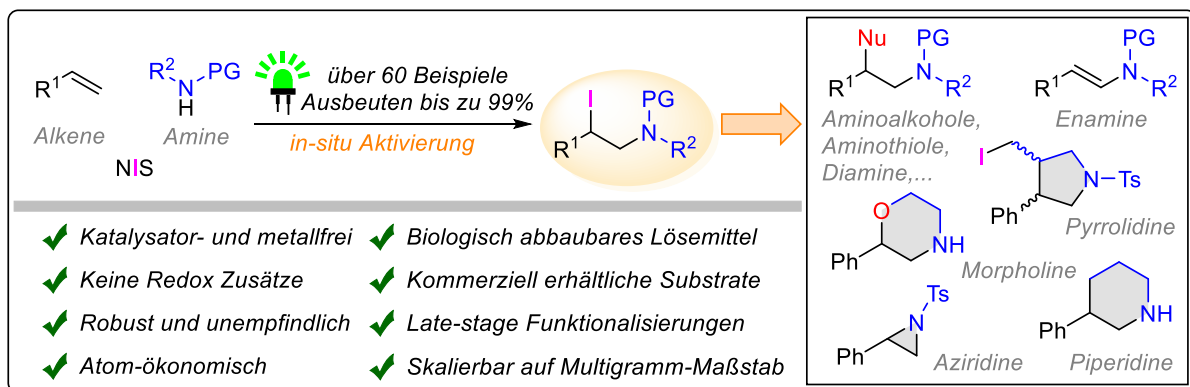 R1
Alkene
R2
N
H
PG
Amine
NIS
über 60 Beispiele
Ausbeuten bis zu 99%
in-situ Aktivierung
I
PG
N
R1
R2
Nu
PG
N
R1
R2
Aminoalkohole,
Aminothiole,
Diamine,...
PG
N
R1
R2
Enamine
I
N
Ts
Ph
Pyrrolidine
O
NH
Ph
Morpholine
Ts
N
Ph
Aziridine
NH
Ph
Piperidine
Katalysator- und metallfrei
Keine Redox Zusätze
Robust und unempfindlich
Atom-ökonomisch
Biologisch abbaubares Lösemittel
Kommerziell erhältliche Substrate
Late-stage Funktionalisierungen
Skalierbar auf Multigramm-Maßstab